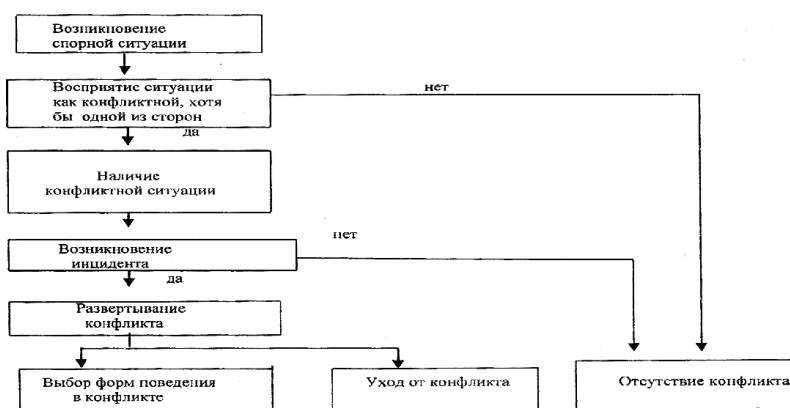 Возникновение
спорной ситуации
Восприятие ситуации
как конфликтной, хотя
бы одной из сторон
нет
да
Наличие
конфликтной ситуации
нет
Возникновение
инцидента
да
Развертывание
конфликта
Выбор форм поведения
в конфликте
Уход от конфликта
Отсутствие конфликта